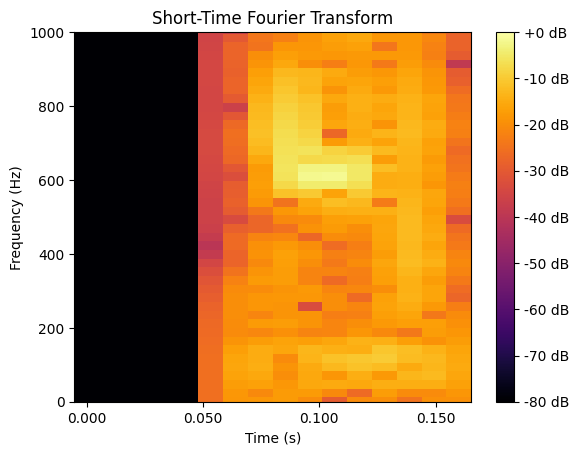 Short-Time Fourier Transform
1000
800
600
400
200
0
Frequency (Hz)
0.000
0.050
0.100
0.150
Time (s)
+0 dB
-10 dB
-20 dB
-30 dB
-40 dB
-50 dB
-60 dB
-70 dB
-80 dB